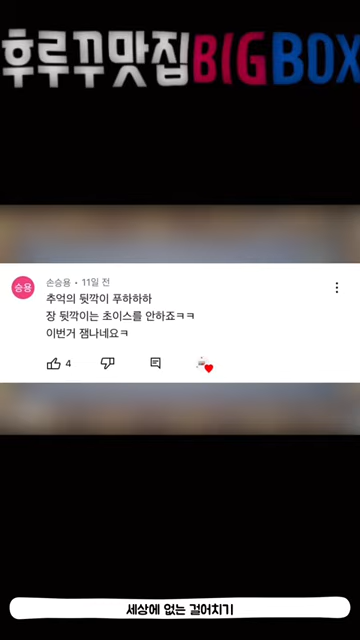 후루꾸맛집BIGBOX
승용
손승용 • 11일 전
추억의 뒷깍이 푸하하하
장 뒷깍이는 초이스를 안하죠ㅋㅋ
이번거 잼나네요ㅋ
4
세상에 없는 걸어치기